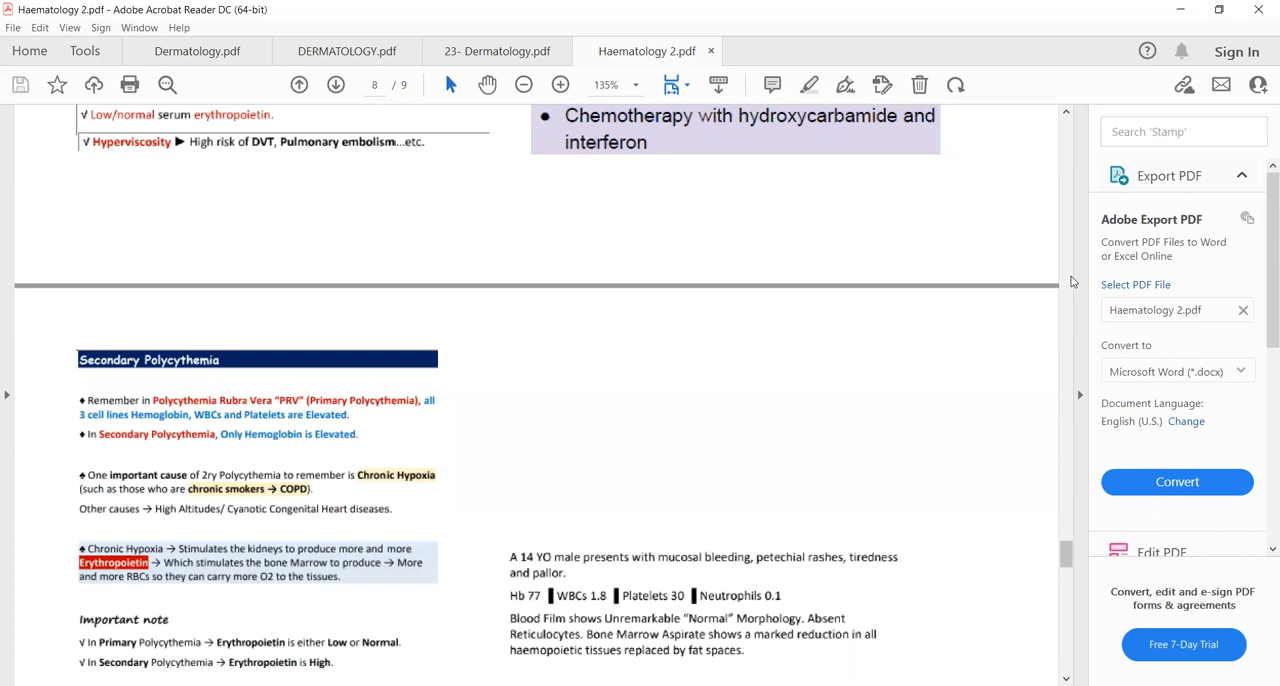 Haematology 2.pdf - Adobe Acrobat Reader DC (64-bit)
File Edit View Sign Window Help
Home Tools Dermatology.pdf DERMATOLOGY.pdf 23- Dermatology.pdf Haematology 2.pdf × Sign In
8 / 9 135%
√ Low/normal serum erythropoietin.
√ Hyperviscosity ► High risk of DVT, Pulmonary embolism...etc.
● Chemotherapy with hydroxycarbamide and
interferon
Secondary Polycythemia
♦ Remember in Polycythemia Rubra Vera “PRV” (Primary Polycythemia), all
3 cell lines Hemoglobin, WBCs and Platelets are Elevated.
♦ In Secondary Polycythemia, Only Hemoglobin is Elevated.
♠ One important cause of 2ry Polycythemia to remember is Chronic Hypoxia
(such as those who are chronic smokers → COPD).
Other causes → High Altitudes/ Cyanotic Congenital Heart diseases.
♠ Chronic Hypoxia → Stimulates the kidneys to produce more and more
Erythropoietin → Which stimulates the bone Marrow to produce → More
and more RBCs so they can carry more O2 to the tissues.
Important note
√ In Primary Polycythemia → Erythropoietin is either Low or Normal.
√ In Secondary Polycythemia → Erythropoietin is High.
A 14 YO male presents with mucosal bleeding, petechial rashes, tiredness
and pallor.
Hb 77 ▌WBCs 1.8 ▌Platelets 30 ▌Neutrophils 0.1
Blood Film shows Unremarkable “Normal” Morphology. Absent
Reticulocytes. Bone Marrow Aspirate shows a marked reduction in all
haemopoietic tissues replaced by fat spaces.
Search 'Stamp'
Export PDF
Adobe Export PDF
Convert PDF Files to Word
or Excel Online
Select PDF File
Haematology 2.pdf
Convert to
Microsoft Word (*.docx)
Document Language:
English (U.S.) Change
Convert
Edit PDF
Convert, edit and e-sign PDF
forms & agreements
Free 7-Day Trial